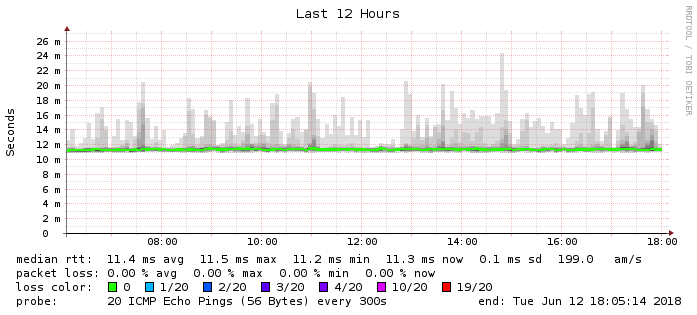 Last 12 Hours
RRDTOOL / TOBI OETIKER
Seconds
26 m
24 m
22 m
20 m
18 m
16 m
14 m
12 m
10 m
8 m
6 m
4 m
2 m
0
08:00 10:00 12:00 14:00 16:00 18:00
median rtt: 11.4 ms avg 11.5 ms max 11.2 ms min 11.3 ms now 0.1 ms sd 199.0 am/s
packet loss: 0.00 % avg 0.00 % max 0.00 % min 0.00 % now
loss color: 0 1/20 2/20 3/20 4/20 10/20 19/20
probe: 20 ICMP Echo Pings (56 Bytes) every 300s end: Tue Jun 12 18:05:14 2018